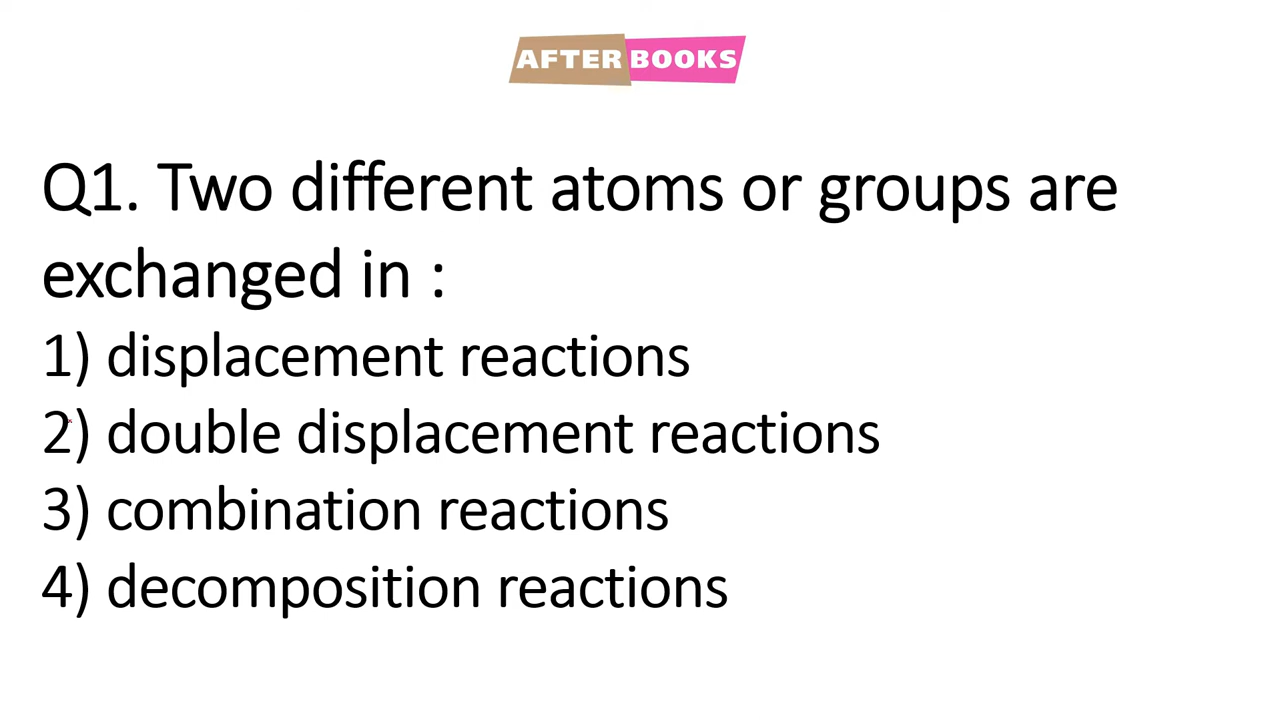 AFTER BOOKS
Q1. Two different atoms or groups are
exchanged in :
1) displacement reactions
2) double displacement reactions
3) combination reactions
4) decomposition reactions